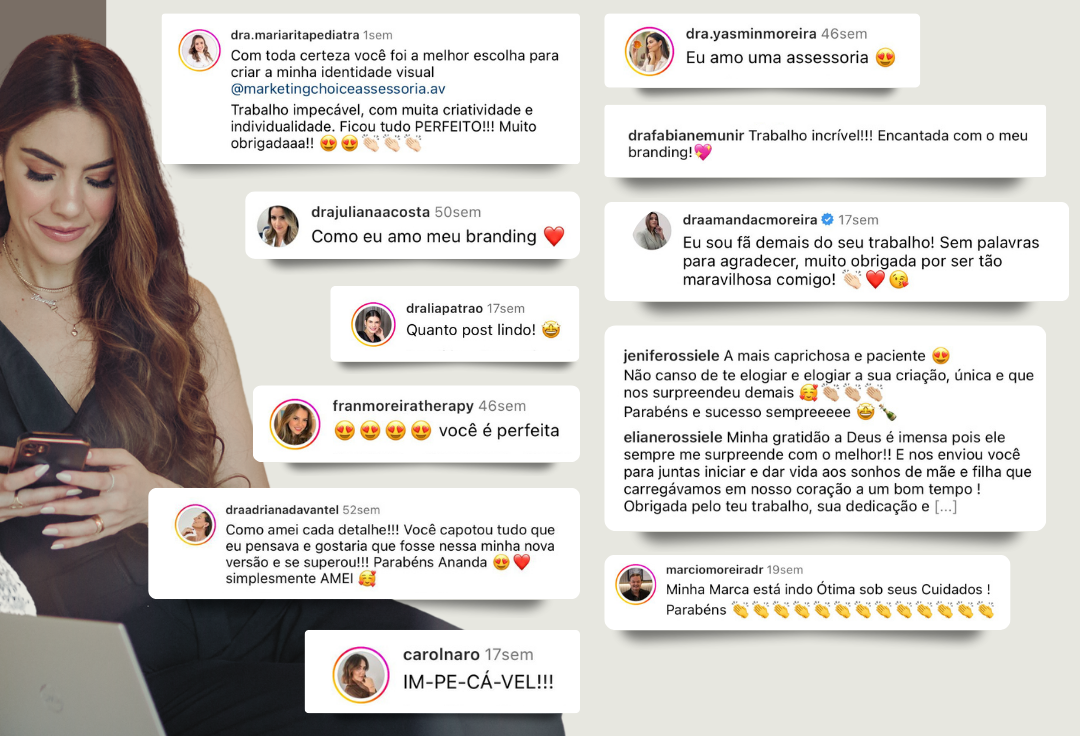 dra.mariaritapediatra 1sem
Com toda certeza você foi a melhor escolha para
criar a minha identidade visual
@marketingchoiceassessoria.av
Trabalho impecável, com muita criatividade e
individualidade. Ficou tudo PERFEITO!!! Muito
obrigadaaa!! 😍😍👏🏻👏🏻👏🏻
drajulianaacosta 50sem
Como eu amo meu branding ❤️
draliapatrao 17sem
Quanto post lindo! 🤩
franmoreiratherapy 46sem
😍😍😍😍 você é perfeita
draadrianadavantel 52sem
Como amei cada detalhe!!! Você capotou tudo que
eu pensava e gostaria que fosse nessa minha nova
versão e se superou!!! Parabéns Ananda 😍❤️
simplesmente AMEI 🥰
carolnaro 17sem
IM-PE-CÁ-VEL!!!
dra.yasminmoreira 46sem
Eu amo uma assessoria 😍
drafabianemunir Trabalho incrível!!! Encantada com o meu
branding!💖
draamandacmoreira 17sem
Eu sou fã demais do seu trabalho! Sem palavras
para agradecer, muito obrigada por ser tão
maravilhosa comigo! 👏🏻❤️😘
jeniferossiele A mais caprichosa e paciente 😍
Não canso de te elogiar e elogiar a sua criação, única e que
nos surpreendeu demais 🥰👏🏻👏🏻👏🏻
Parabéns e sucesso sempreeeee 🤩🍾
elianerossiele Minha gratidão a Deus é imensa pois ele
sempre me surpreende com o melhor!! E nos enviou você
para juntas iniciar e dar vida aos sonhos de mãe e filha que
carregávamos em nosso coração a um bom tempo !
Obrigada pelo teu trabalho, sua dedicação e [...]
marciomoreiradr 19sem
Minha Marca está indo Ótima sob seus Cuidados !
Parabéns 👏👏👏👏👏👏👏👏👏👏👏👏👏